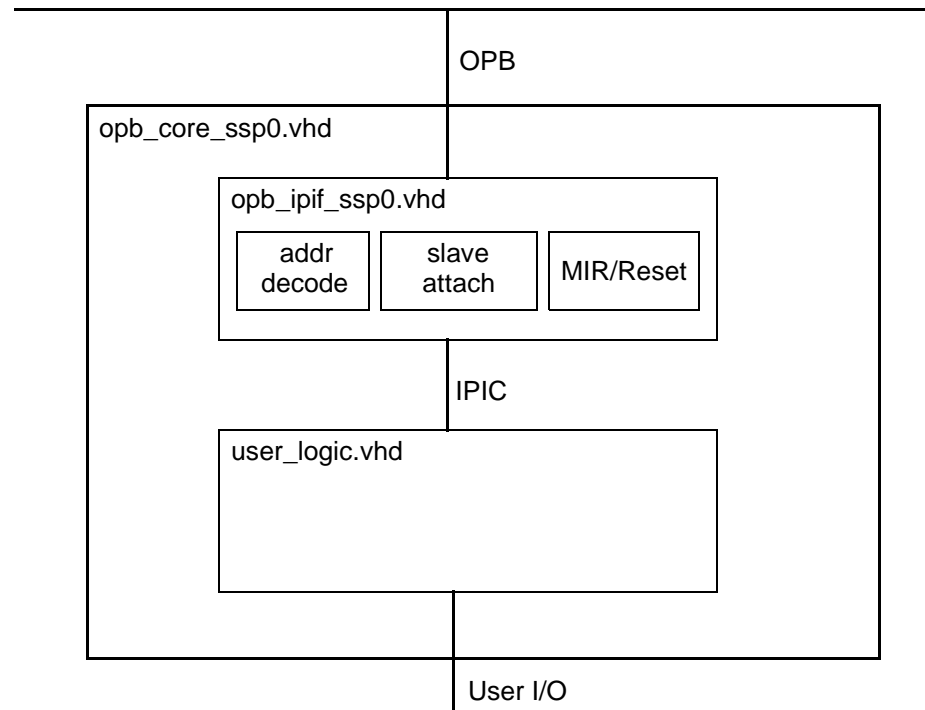 OPB
opb_core_ssp0.vhd
opb_ipif_ssp0.vhd
addr
decode
slave
attach
MIR/Reset
IPIC
user_logic.vhd
User I/O